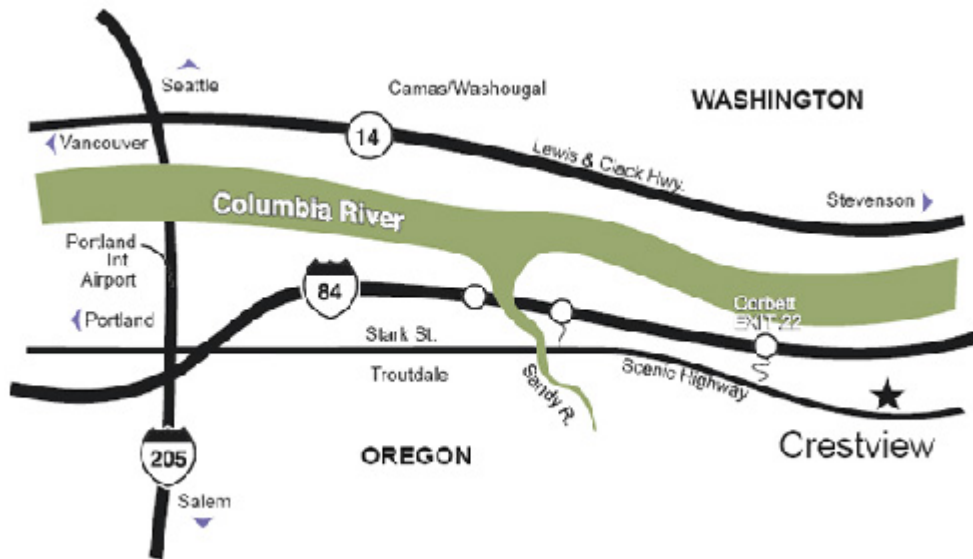 Seattle
Camas/Washougal
WASHINGTON
14
Vancouver
Lewis & Clack Hwy.
Stevenson
Columbia River
Portland
Int
Airport
84
Corbett
EXIT 22
Portland
Stark St.
Troutdale
Sandy R.
Scenic Highway
Crestview
OREGON
205
Salem